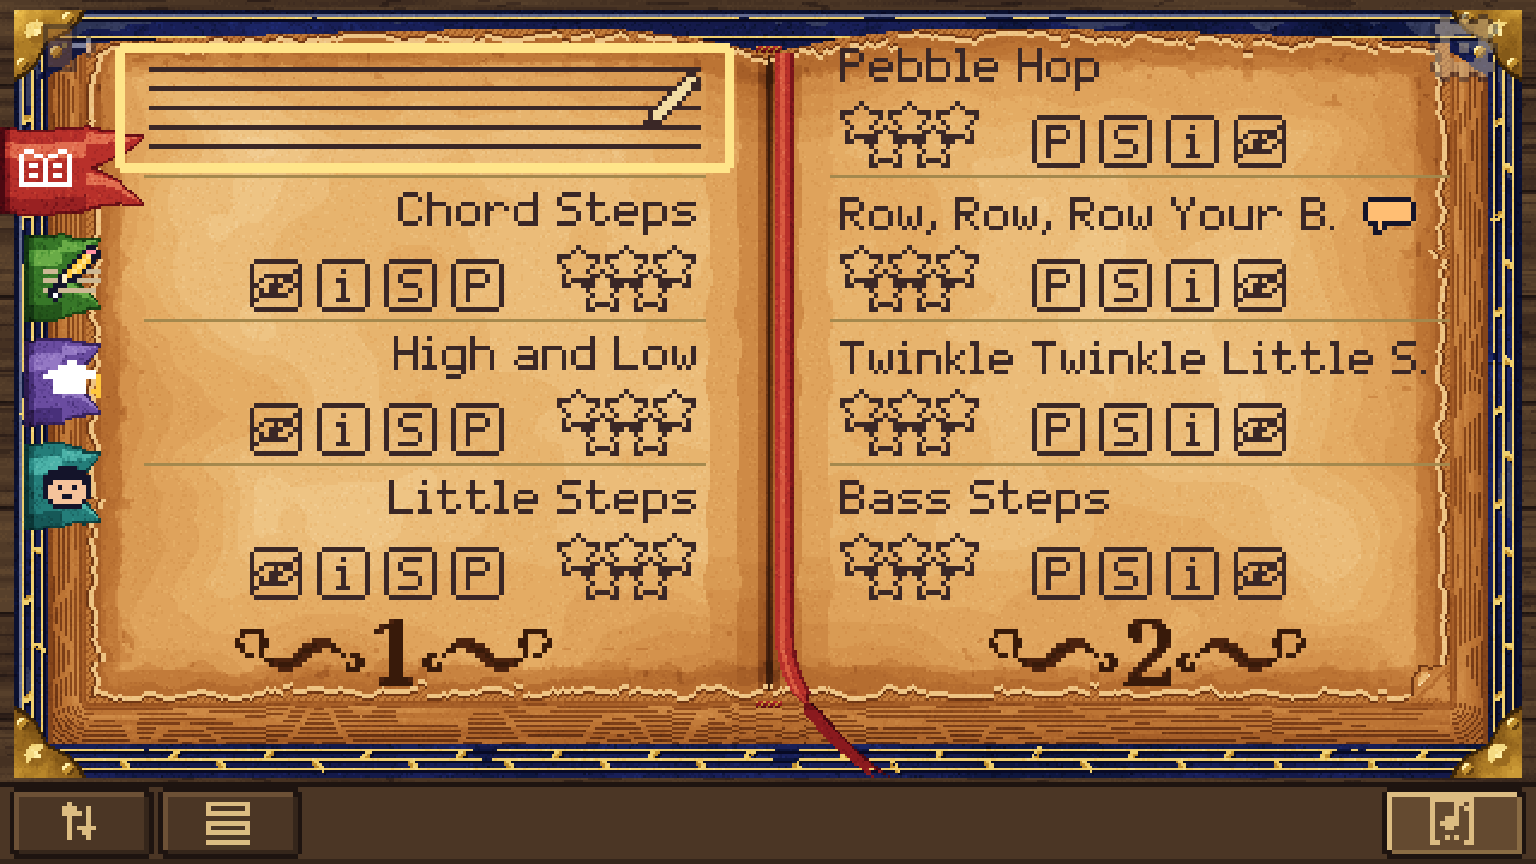 Chord Steps
i S P
High and Low
i S P
Little Steps
i S P
1
Pebble Hop
P S i
Row, Row, Row Your B.
P S i
Twinkle Twinkle Little S.
P S i
Bass Steps
P S i
2